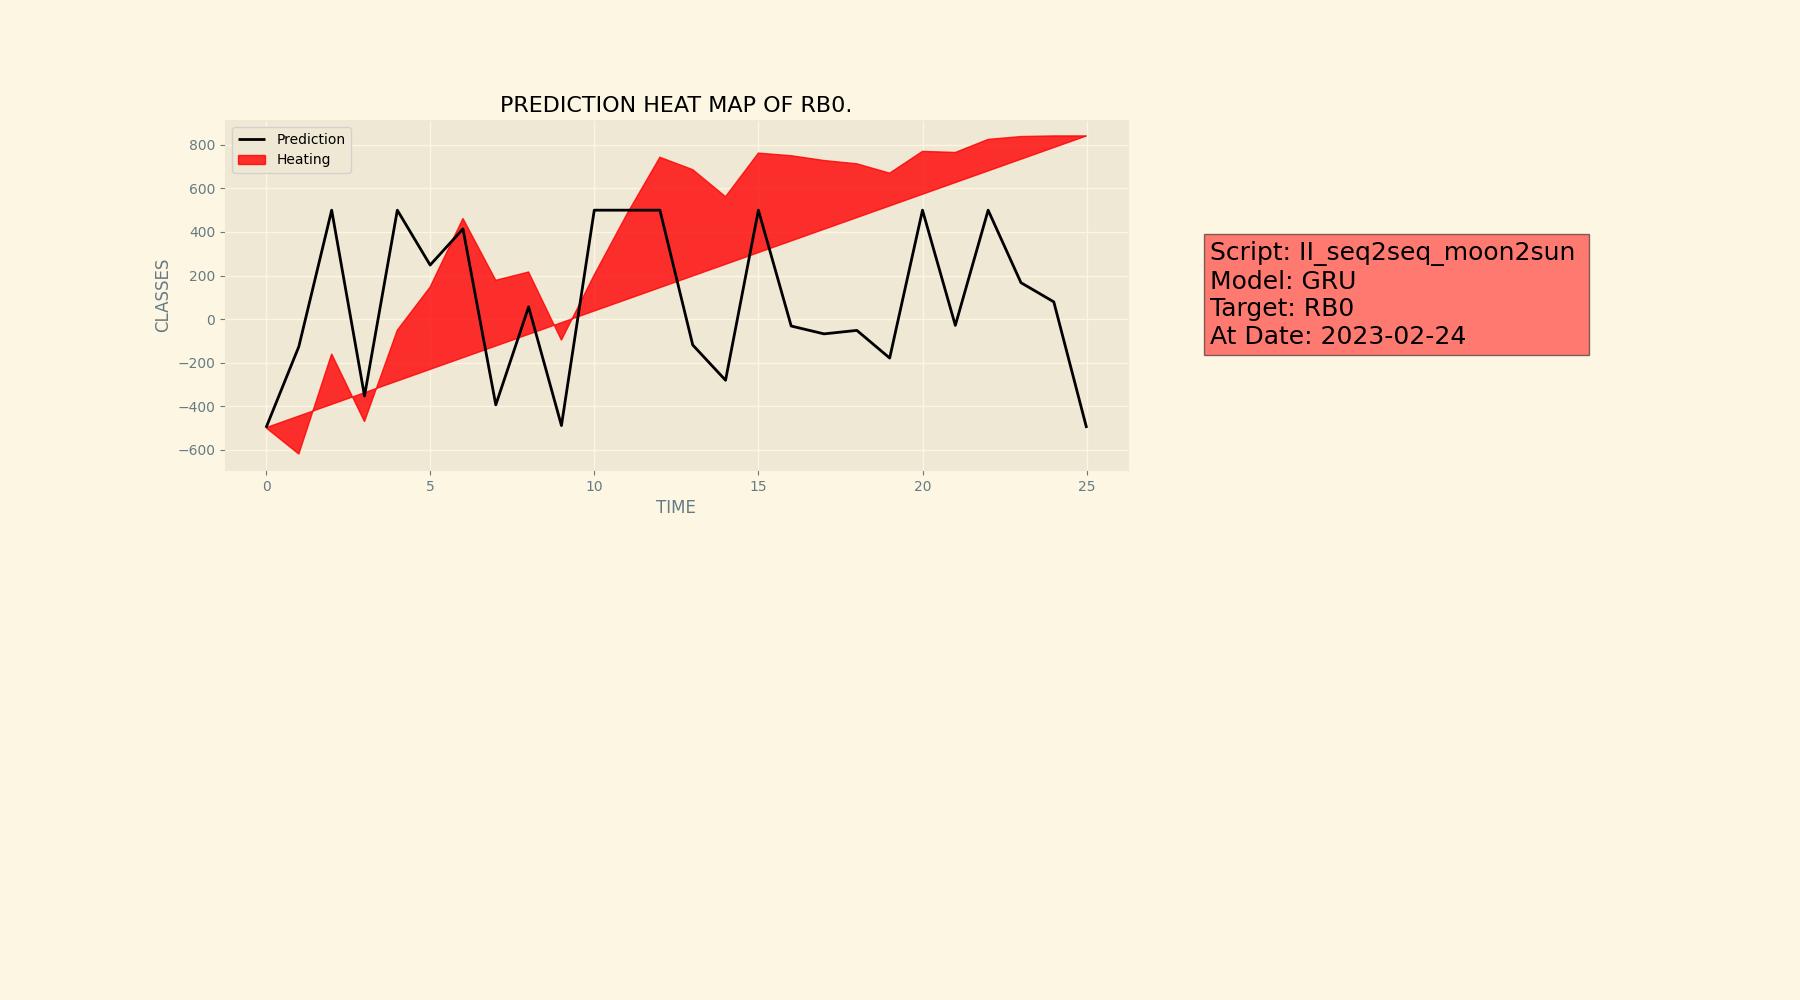 PREDICTION HEAT MAP OF RB0.
Prediction
Heating
800
600
400
200
0
−200
−400
−600
CLASSES
0 5 10 15 20 25
TIME
Script: II_seq2seq_moon2sun
Model: GRU
Target: RB0
At Date: 2023-02-24